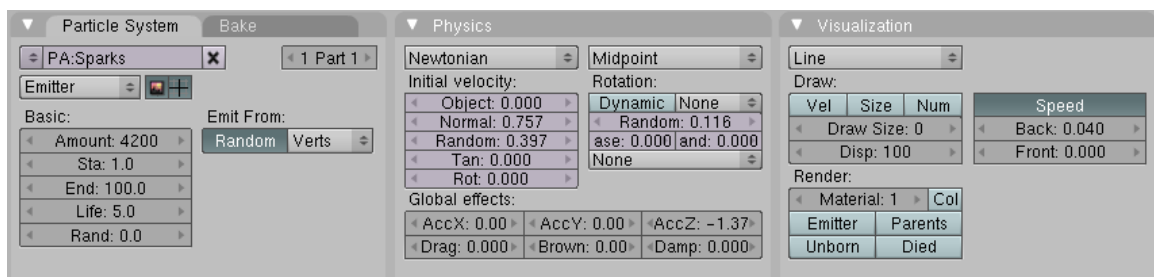 Particle System Bake
PA:Sparks 1 Part 1
Emitter
Basic: Emit From:
Amount: 4200 Random Verts
Sta: 1.0
End: 100.0
Life: 5.0
Rand: 0.0
Physics
Newtonian Midpoint
Initial velocity: Rotation:
Object: 0.000 Dynamic None
Normal: 0.757 Random: 0.116
Random: 0.397 ase: 0.000 and: 0.000
Tan: 0.000 None
Rot: 0.000
Global effects:
AccX: 0.00 AccY: 0.00 AccZ: -1.37
Drag: 0.000 Brown: 0.00 Damp: 0.000
Visualization
Line
Draw:
Vel Size Num Speed
Draw Size: 0 Back: 0.040
Disp: 100 Front: 0.000
Render:
Material: 1 Col
Emitter Parents
Unborn Died